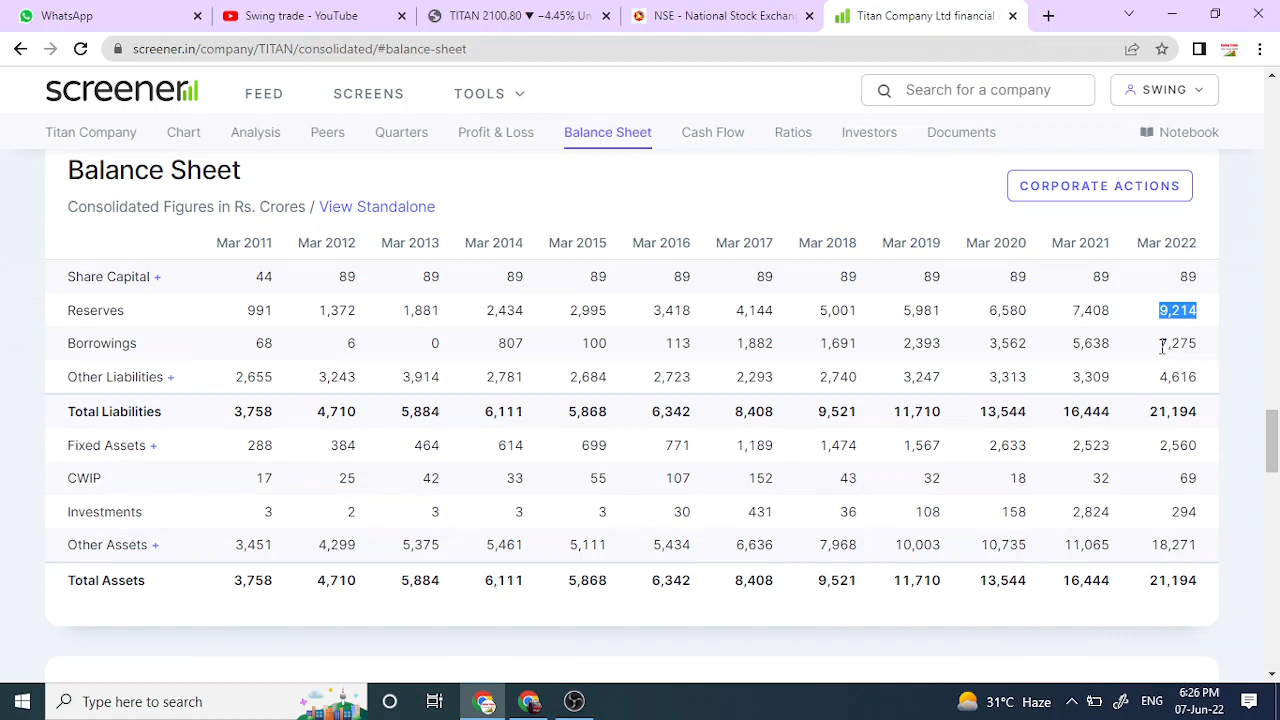 WhatsApp
Swing trade - YouTube
TITAN 2100.80 ▼ −4.45% Un
NSE - National Stock Exchan
Titan Company Ltd financial
screener.in/company/TITAN/consolidated/#balance-sheet
screener
FEED SCREENS TOOLS
Search for a company
SWING
Titan Company Chart Analysis Peers Quarters Profit & Loss Balance Sheet Cash Flow Ratios Investors Documents Notebook
Balance Sheet
CORPORATE ACTIONS
Consolidated Figures in Rs. Crores / View Standalone
Mar 2011 Mar 2012 Mar 2013 Mar 2014 Mar 2015 Mar 2016 Mar 2017 Mar 2018 Mar 2019 Mar 2020 Mar 2021 Mar 2022
Share Capital + 44 89 89 89 89 89 89 89 89 89 89 89
Reserves 991 1,372 1,881 2,434 2,995 3,418 4,144 5,001 5,981 6,580 7,408 9,214
Borrowings 68 6 0 807 100 113 1,882 1,691 2,393 3,562 5,638 7,275
Other Liabilities + 2,655 3,243 3,914 2,781 2,684 2,723 2,293 2,740 3,247 3,313 3,309 4,616
Total Liabilities 3,758 4,710 5,884 6,111 5,868 6,342 8,408 9,521 11,710 13,544 16,444 21,194
Fixed Assets + 288 384 464 614 699 771 1,189 1,474 1,567 2,633 2,523 2,560
CWIP 17 25 42 33 55 107 152 43 32 18 32 69
Investments 3 2 3 3 3 30 431 36 108 158 2,824 294
Other Assets + 3,451 4,299 5,375 5,461 5,111 5,434 6,636 7,968 10,003 10,735 11,065 18,271
Total Assets 3,758 4,710 5,884 6,111 5,868 6,342 8,408 9,521 11,710 13,544 16,444 21,194
Type here to search
31°C Haze
ENG
6:26 PM
07-Jun-22